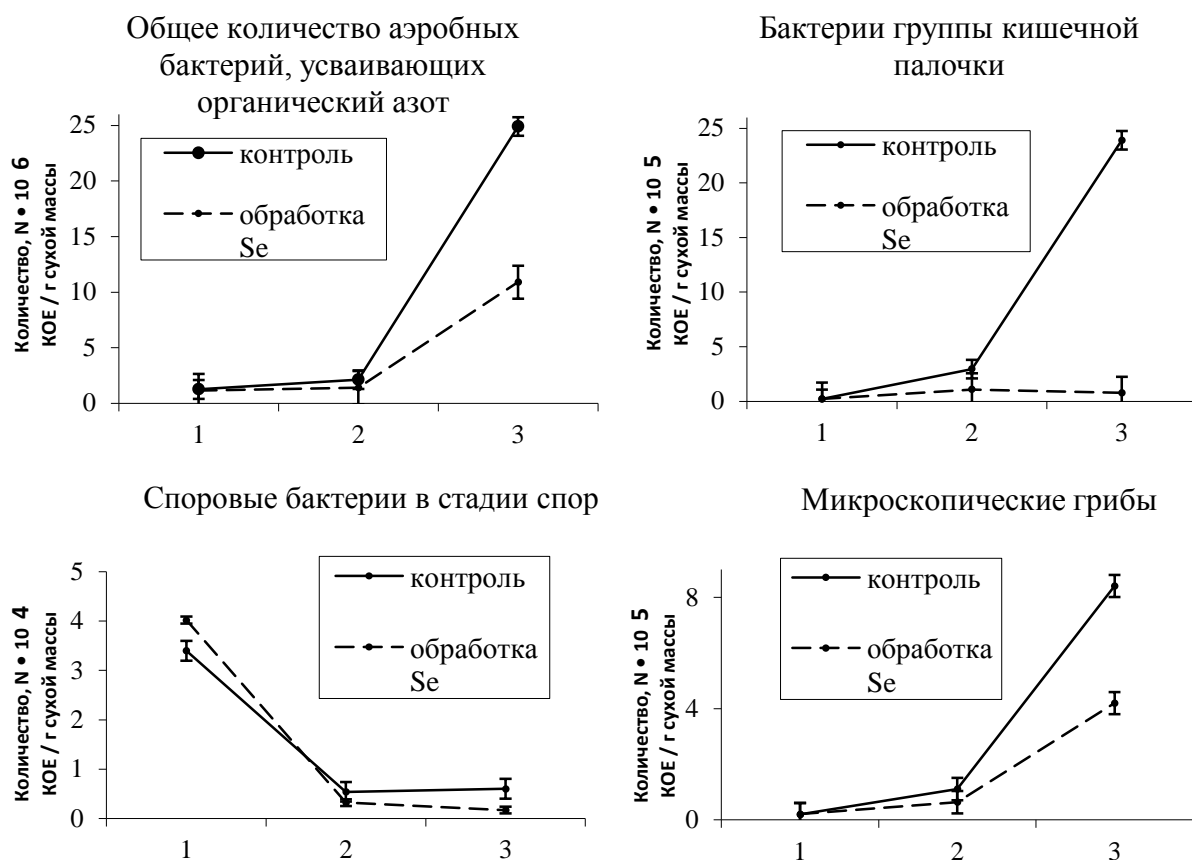 Общее количество аэробных
бактерий, усваивающих
органический азот
Количество, N • 10 6
КОЕ / г сухой массы
25
20
15
10
5
0
1
2
3
контроль
обработка
Se
Бактерии группы кишечной
палочки
Количество, N • 10 5
КОЕ / г сухой массы
25
20
15
10
5
0
1
2
3
контроль
обработка
Se
Споровые бактерии в стадии спор
Количество, N • 10 4
КОЕ / г сухой массы
5
4
3
2
1
0
1
2
3
контроль
обработка
Se
Микроскопические грибы
Количество, N • 10 5
КОЕ / г сухой массы
8
4
0
1
2
3
контроль
обработка
Se